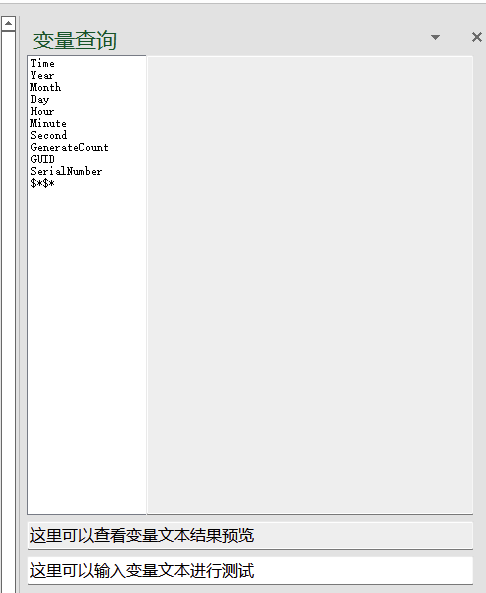 变量查询
Time
Year
Month
Day
Hour
Minute
Second
GenerateCount
GUID
SerialNumber
$*$*
这里可以查看变量文本结果预览
这里可以输入变量文本进行测试